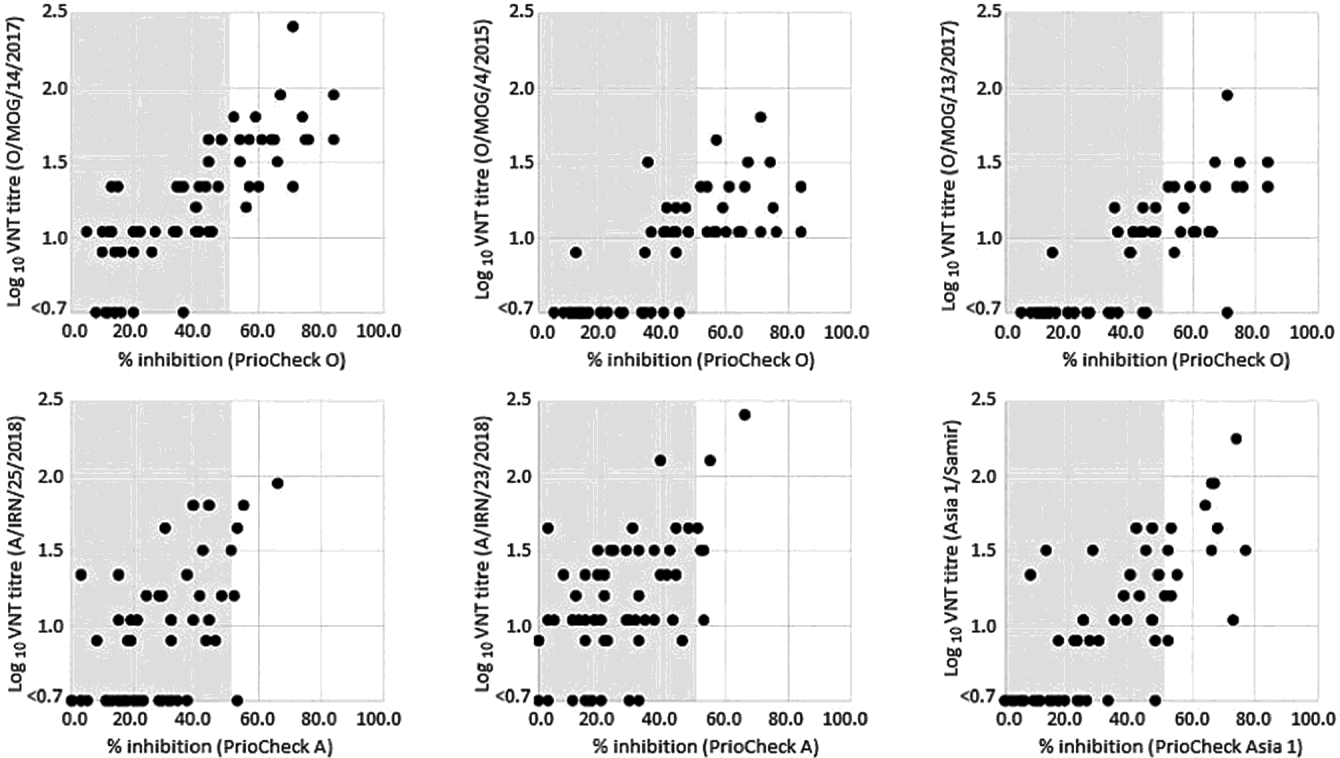 Log 10 VNT titre (O/MOG/14/2017)
2.5
2.0
1.5
1.0
<0.7
0.0 20.0 40.0 60.0 80.0 100.0
% inhibition (PrioCheck O)
Log 10 VNT titre (O/MOG/4/2015)
2.5
2.0
1.5
1.0
<0.7
0.0 20.0 40.0 60.0 80.0 100.0
% inhibition (PrioCheck O)
Log 10 VNT titre (O/MOG/13/2017)
2.5
2.0
1.5
1.0
<0.7
0.0 20.0 40.0 60.0 80.0 100.0
% inhibition (PrioCheck O)
Log 10 VNT titre (A/IRN/25/2018)
2.5
2.0
1.5
1.0
<0.7
0.0 20.0 40.0 60.0 80.0 100.0
% inhibition (PrioCheck A)
Log 10 VNT titre (A/IRN/23/2018)
2.5
2.0
1.5
1.0
<0.7
0.0 20.0 40.0 60.0 80.0 100.0
% inhibition (PrioCheck A)
Log 10 VNT titre (Asia 1/Samir)
2.5
2.0
1.5
1.0
<0.7
0.0 20.0 40.0 60.0 80.0 100.0
% inhibition (PrioCheck Asia 1)